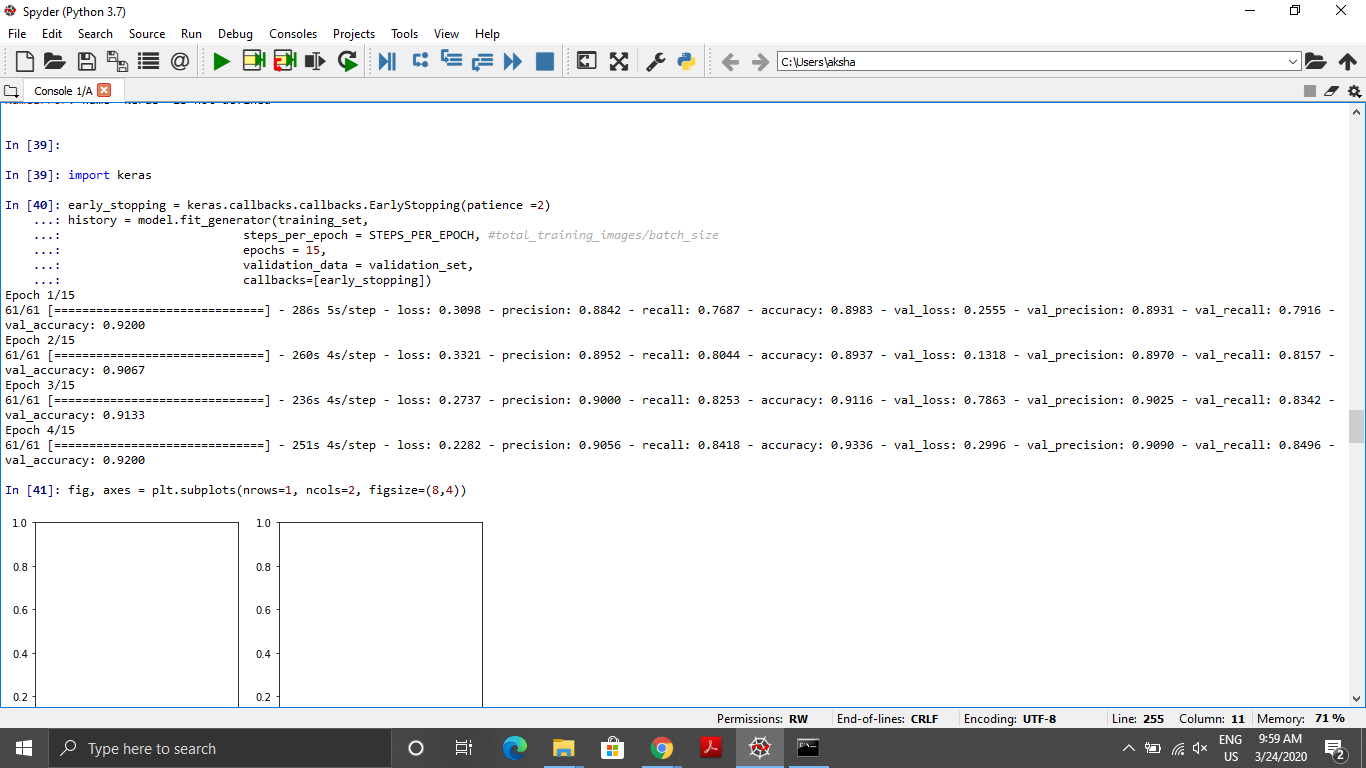 Spyder (Python 3.7)
File Edit Search Source Run Debug Consoles Projects Tools View Help
C:\Users\aksha
Console 1/A
In [39]:
In [39]: import keras
In [40]: early_stopping = keras.callbacks.callbacks.EarlyStopping(patience =2)
...: history = model.fit_generator(training_set,
...: steps_per_epoch = STEPS_PER_EPOCH, #total_training_images/batch_size
...: epochs = 15,
...: validation_data = validation_set,
...: callbacks=[early_stopping])
Epoch 1/15
61/61 [==============================] - 286s 5s/step - loss: 0.3098 - precision: 0.8842 - recall: 0.7687 - accuracy: 0.8983 - val_loss: 0.2555 - val_precision: 0.8931 - val_recall: 0.7916 -
val_accuracy: 0.9200
Epoch 2/15
61/61 [==============================] - 260s 4s/step - loss: 0.3321 - precision: 0.8952 - recall: 0.8044 - accuracy: 0.8937 - val_loss: 0.1318 - val_precision: 0.8970 - val_recall: 0.8157 -
val_accuracy: 0.9067
Epoch 3/15
61/61 [==============================] - 236s 4s/step - loss: 0.2737 - precision: 0.9000 - recall: 0.8253 - accuracy: 0.9116 - val_loss: 0.7863 - val_precision: 0.9025 - val_recall: 0.8342 -
val_accuracy: 0.9133
Epoch 4/15
61/61 [==============================] - 251s 4s/step - loss: 0.2282 - precision: 0.9056 - recall: 0.8418 - accuracy: 0.9336 - val_loss: 0.2996 - val_precision: 0.9090 - val_recall: 0.8496 -
val_accuracy: 0.9200
In [41]: fig, axes = plt.subplots(nrows=1, ncols=2, figsize=(8,4))
1.0 1.0
0.8 0.8
0.6 0.6
0.4 0.4
0.2 0.2
Permissions: RW End-of-lines: CRLF Encoding: UTF-8 Line: 255 Column: 11 Memory: 71 %
Type here to search
ENG
US
9:59 AM
3/24/2020
2